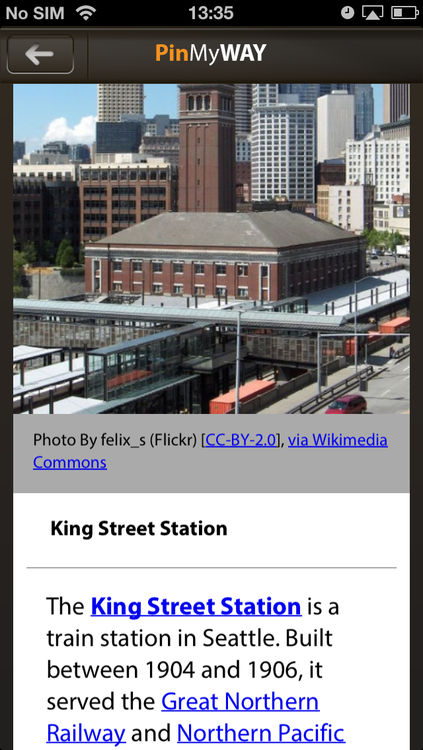 No SIM 13:35
PinMyWAY
Photo By felix_s (Flickr) [CC-BY-2.0], via Wikimedia
Commons
King Street Station
The King Street Station is a
train station in Seattle. Built
between 1904 and 1906, it
served the Great Northern
Railway and Northern Pacific